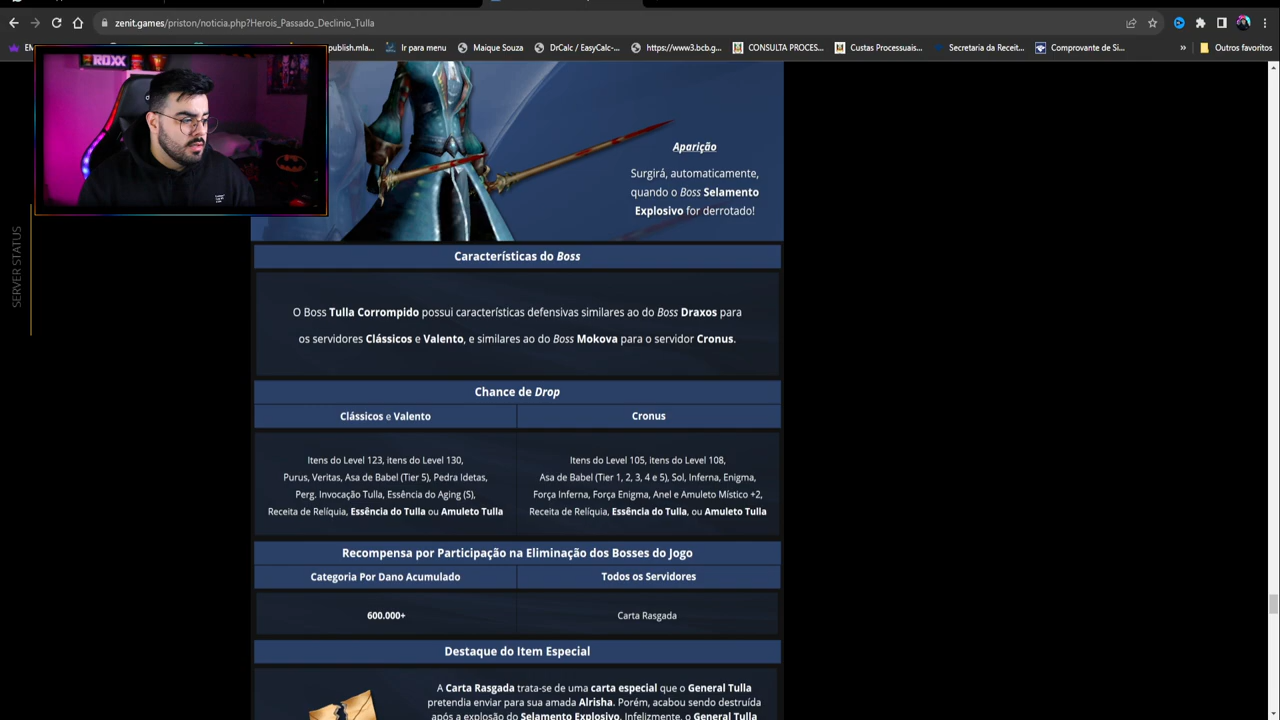 zenit.games/priston/noticia.php?Herois_Passado_Declinio_Tulla
publish.mla...
Ir para menu
Maique Souza
DrCalc / EasyCalc-...
https://www3.bcb.g...
CONSULTA PROCES...
Custas Processuais...
Secretaria da Receit...
Comprovante de Si...
»
Outros favoritos
ROXX
SERVER STATUS
Aparição
Surgirá, automaticamente,
quando o Boss Selamento
Explosivo for derrotado!
Características do Boss
O Boss Tulla Corrompido possui características defensivas similares ao do Boss Draxos para
os servidores Clássicos e Valento, e similares ao do Boss Mokova para o servidor Cronus.
Chance de Drop
Clássicos e Valento
Cronus
Itens do Level 123, itens do Level 130,
Purus, Veritas, Asa de Babel (Tier 5), Pedra Idetas,
Perg. Invocação Tulla, Essência do Aging (S),
Receita de Relíquia, Essência do Tulla ou Amuleto Tulla
Itens do Level 105, itens do Level 108,
Asa de Babel (Tier 1, 2, 3, 4 e 5), Sol, Inferna, Enigma,
Força Inferna, Força Enigma, Anel e Amuleto Místico +2,
Receita de Relíquia, Essência do Tulla, ou Amuleto Tulla
Recompensa por Participação na Eliminação dos Bosses do Jogo
Categoria Por Dano Acumulado
Todos os Servidores
600.000+
Carta Rasgada
Destaque do Item Especial
A Carta Rasgada trata-se de uma carta especial que o General Tulla
pretendia enviar para sua amada Alrisha. Porém, acabou sendo destruída
após a explosão do Selamento Explosivo. Infelizmente, o General Tulla